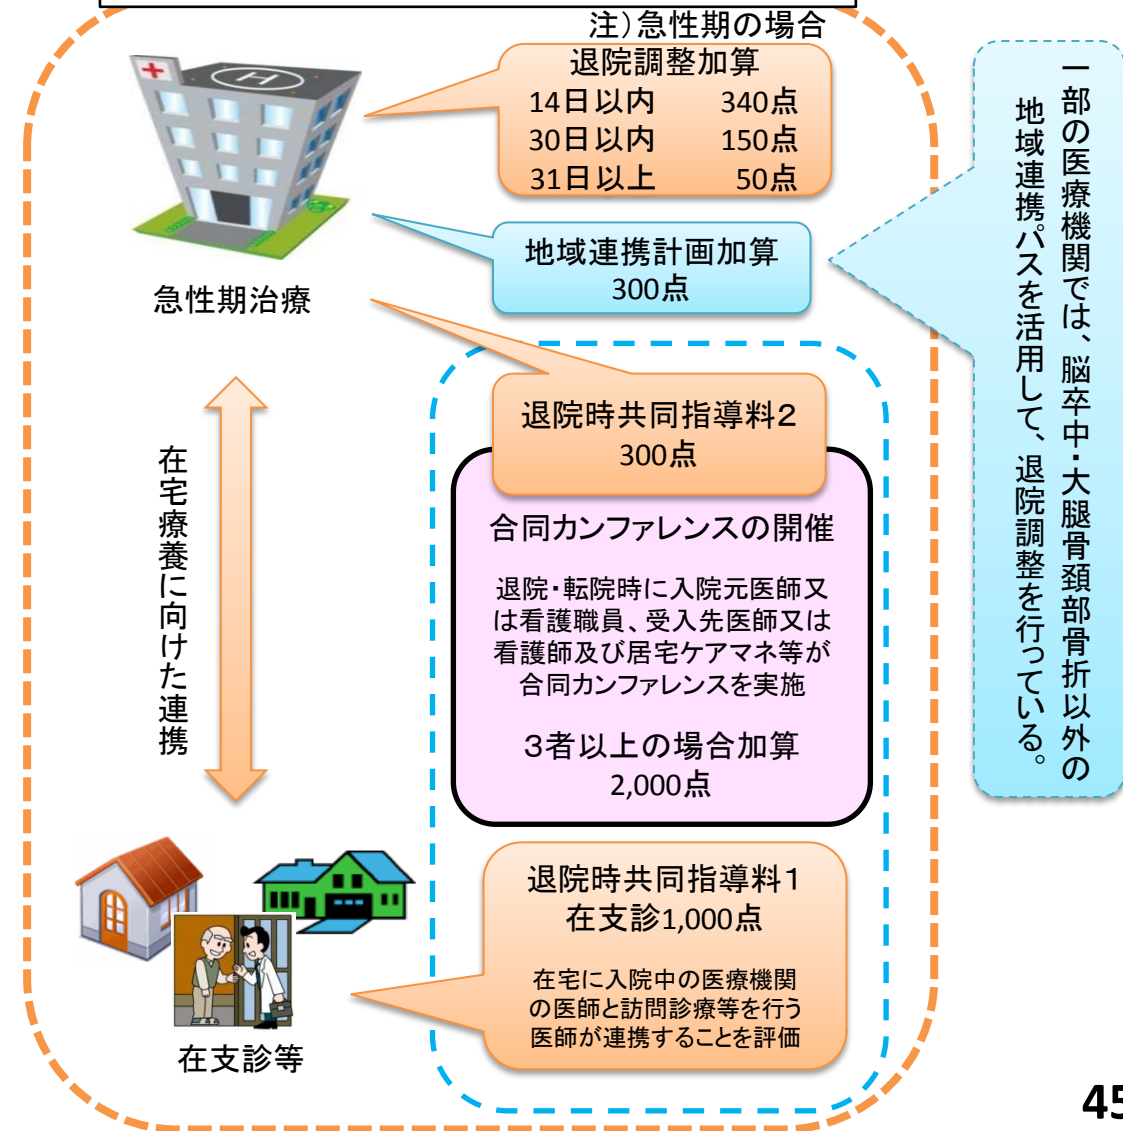 注)急性期の場合
退院調整加算
14日以内 340点
30日以内 150点
31日以上 50点
地域連携計画加算
300点
急性期治療
退院時共同指導料2
300点
合同カンファレンスの開催
退院・転院時に入院元医師又
は看護職員、受入先医師又は
看護師及び居宅ケアマネ等が
合同カンファレンスを実施
3者以上の場合加算
2,000点
在宅療養に向けた連携
退院時共同指導料1
在支診1,000点
在宅に入院中の医療機関
の医師と訪問診療等を行う
医師が連携することを評価
在支診等
一部の医療機関では、脳卒中・大腿骨頚部骨折以外の
地域連携パスを活用して、退院調整を行っている。
H
45